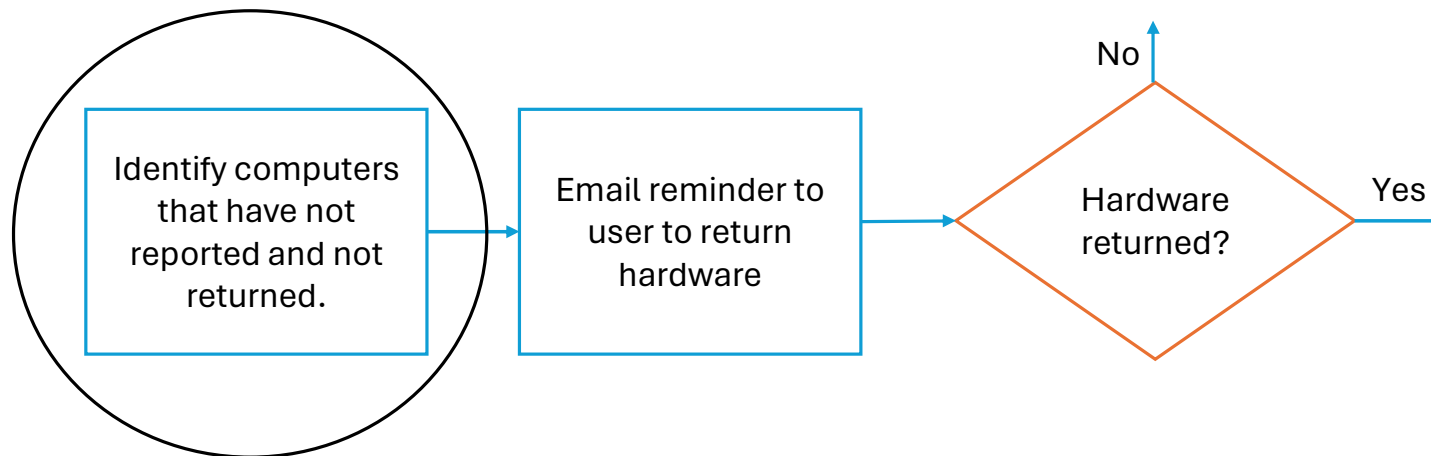 Identify computers
that have not
reported and not
returned.
Email reminder to
user to return
hardware
No
Hardware
returned?
Yes